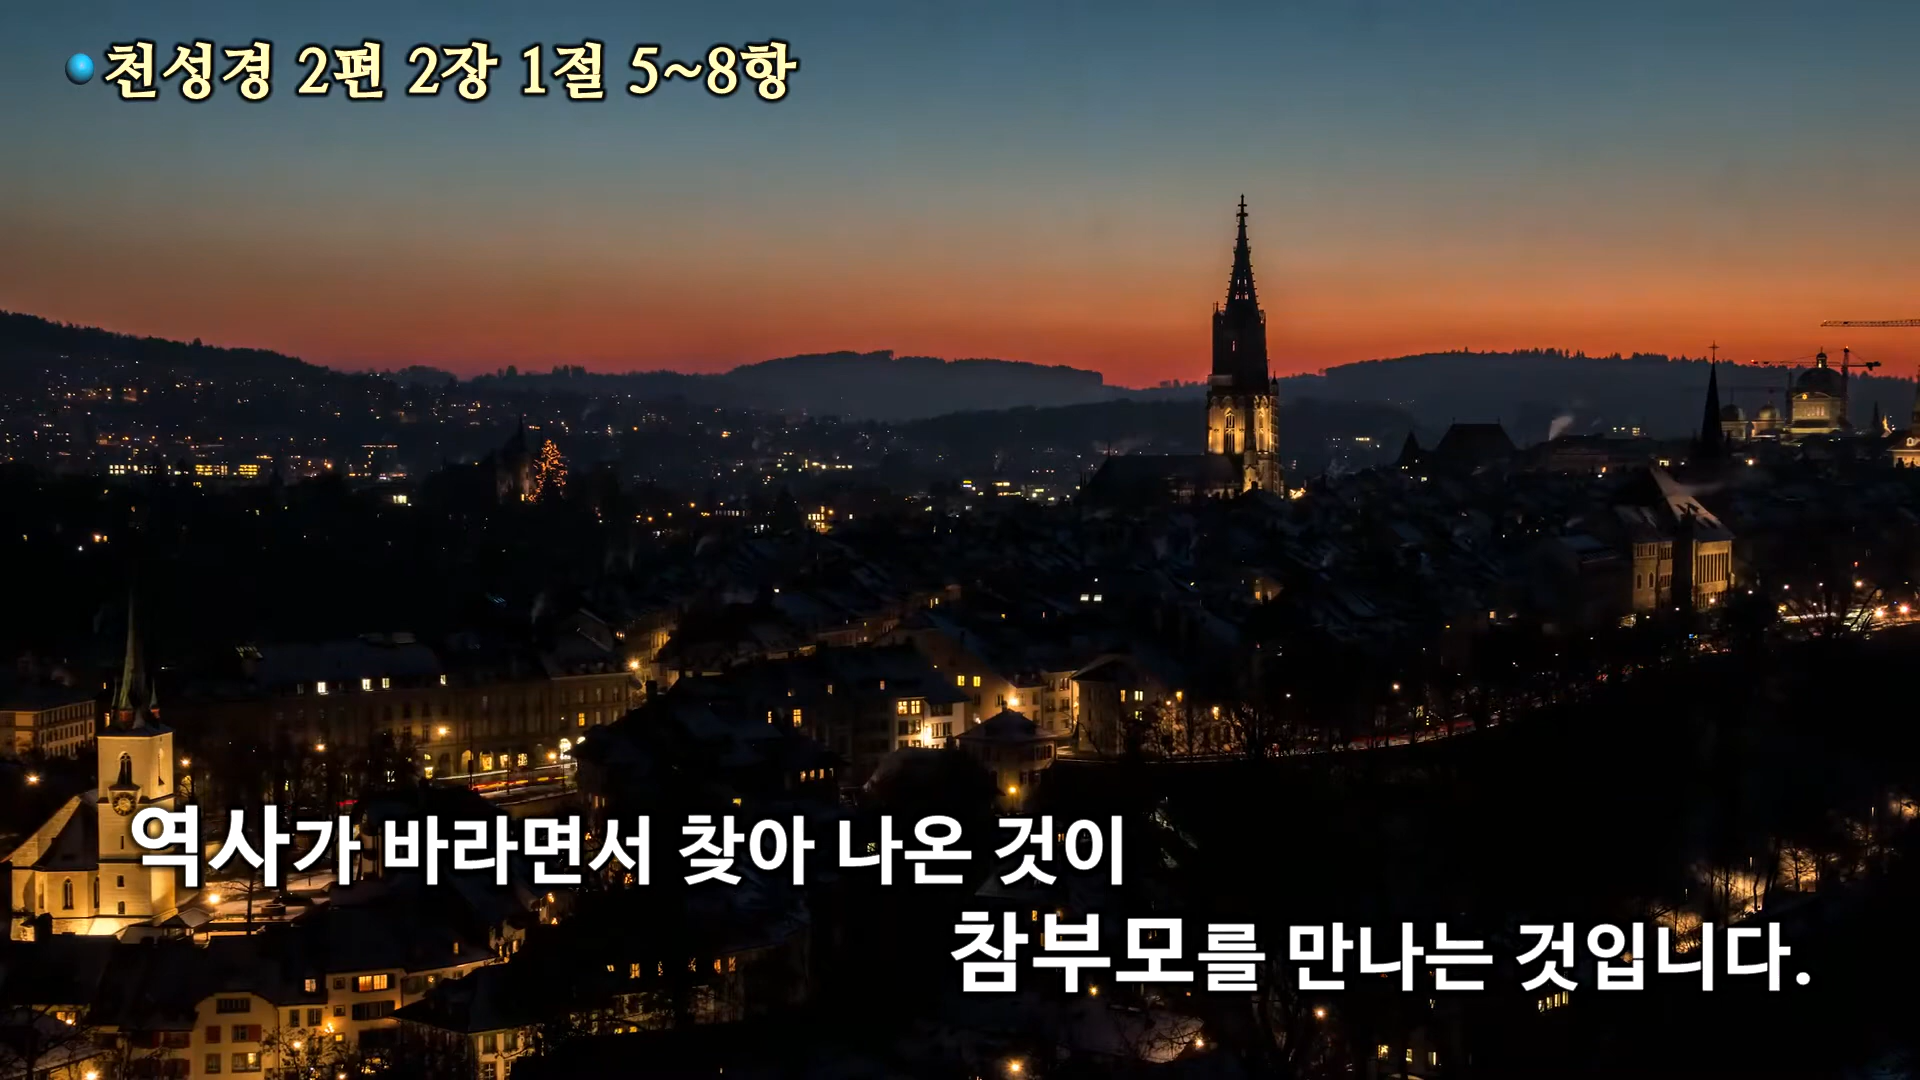 천성경 2편 2장 1절 5~8항
역사가 바라면서 찾아 나온 것이
참부모를 만나는 것입니다.